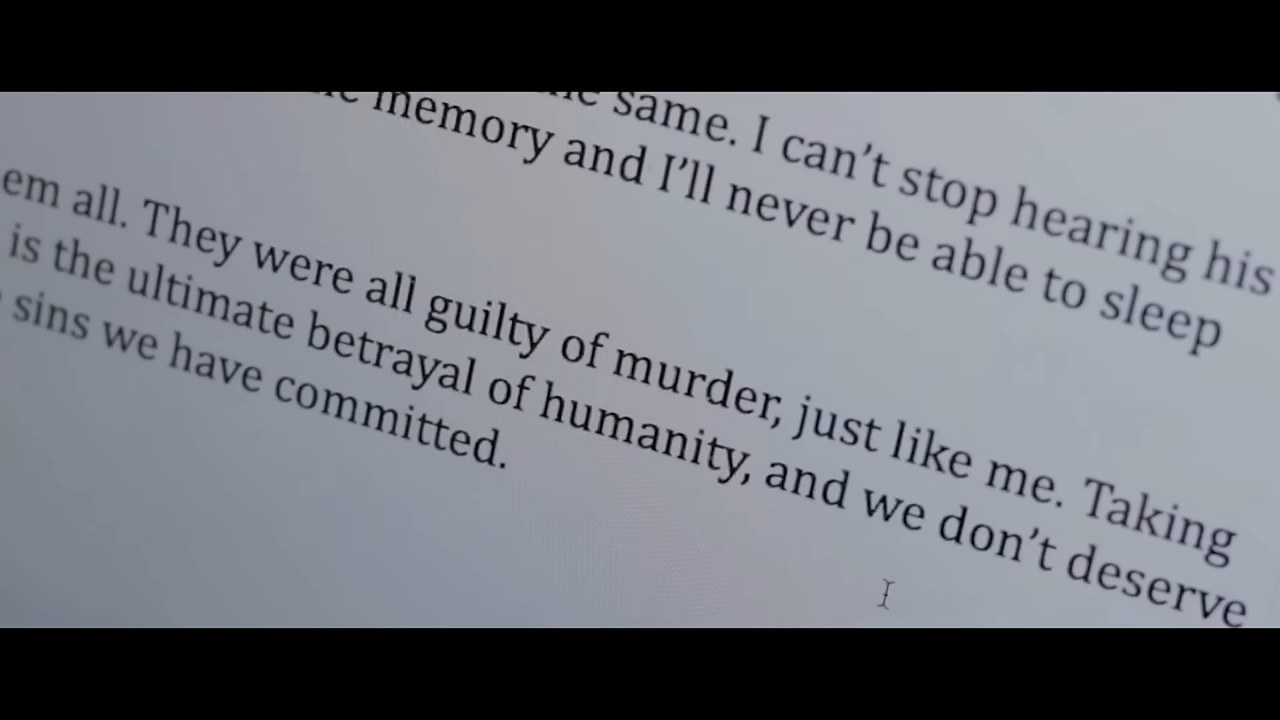 same. I can’t stop hearing his
memory and I’ll never be able to sleep
all. They were all guilty of murder, just like me. Taking
is the ultimate betrayal of humanity, and we don’t deserve
sins we have committed.